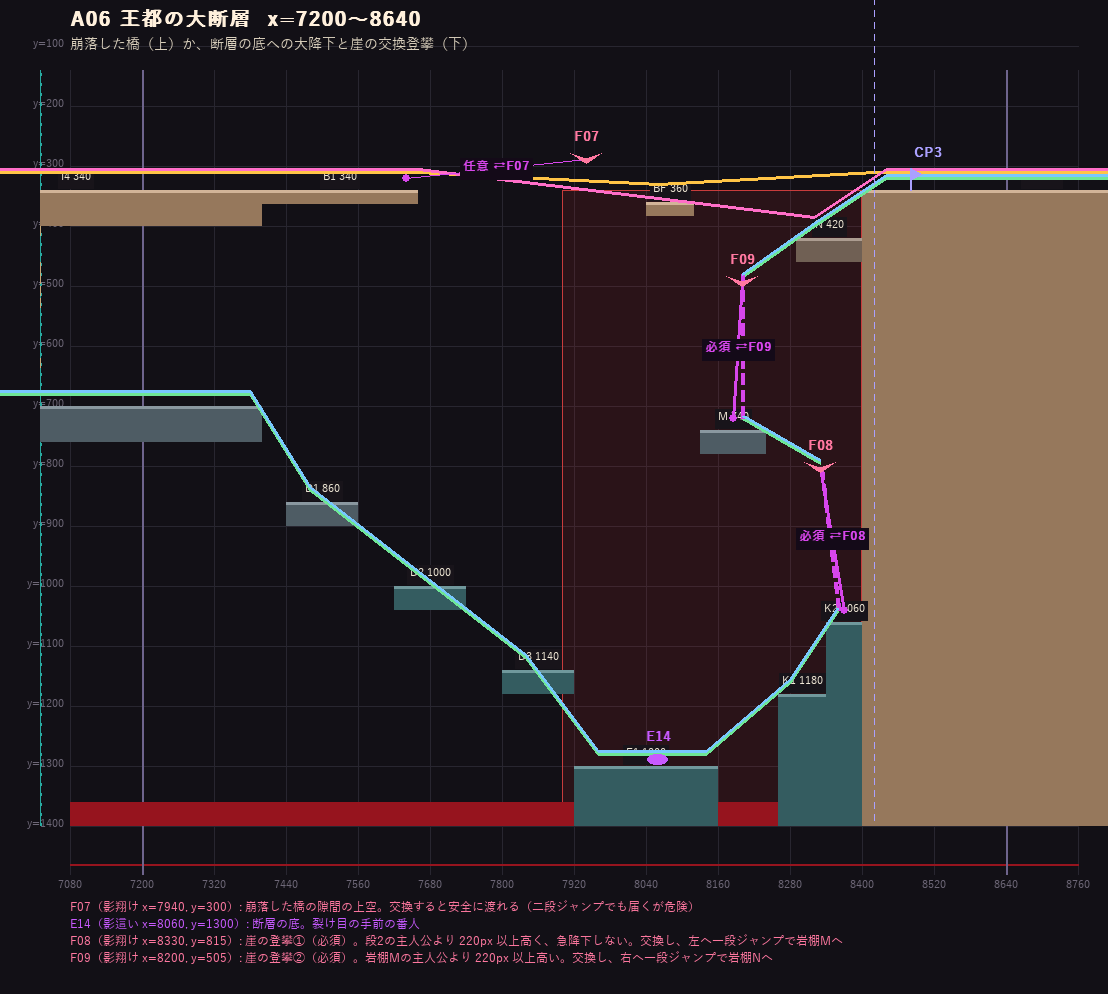 A06 王都の大断層 x=7200〜8640
崩落した橋（上）か、断層の底への大降下と崖の交換登攀（下）
y=100
y=200
y=300
y=500
y=600
y=700
y=800
y=900
y=1000
y=1100
y=1200
y=1300
y=1400
F07
任意 ⇄F07
CP3
I4 340
B1 340
BF 360
N 420
F09
必須 ⇄F09
M 740
F08
必須 ⇄F08
D1 860
D2 1000
D3 1140
K2 1060
K1 1180
E14
7080 7200 7320 7440 7560 7680 7800 7920 8040 8160 8280 8400 8520 8640 8760
F07（影翔け x=7940, y=300）: 崩落した橋の隙間の上空。交換すると安全に渡れる（二段ジャンプでも届くが危険）
E14（影這い x=8060, y=1300）: 断層の底。裂け目の手前の番人
F08（影翔け x=8330, y=815）: 崖の登攀①（必須）。段2の主人公より 220px 以上高く、急降下しない。交換し、左へ一段ジャンプで岩棚Mへ
F09（影翔け x=8200, y=505）: 崖の登攀②（必須）。岩棚Mの主人公より 220px 以上高い。交換し、右へ一段ジャンプで岩棚Nへ